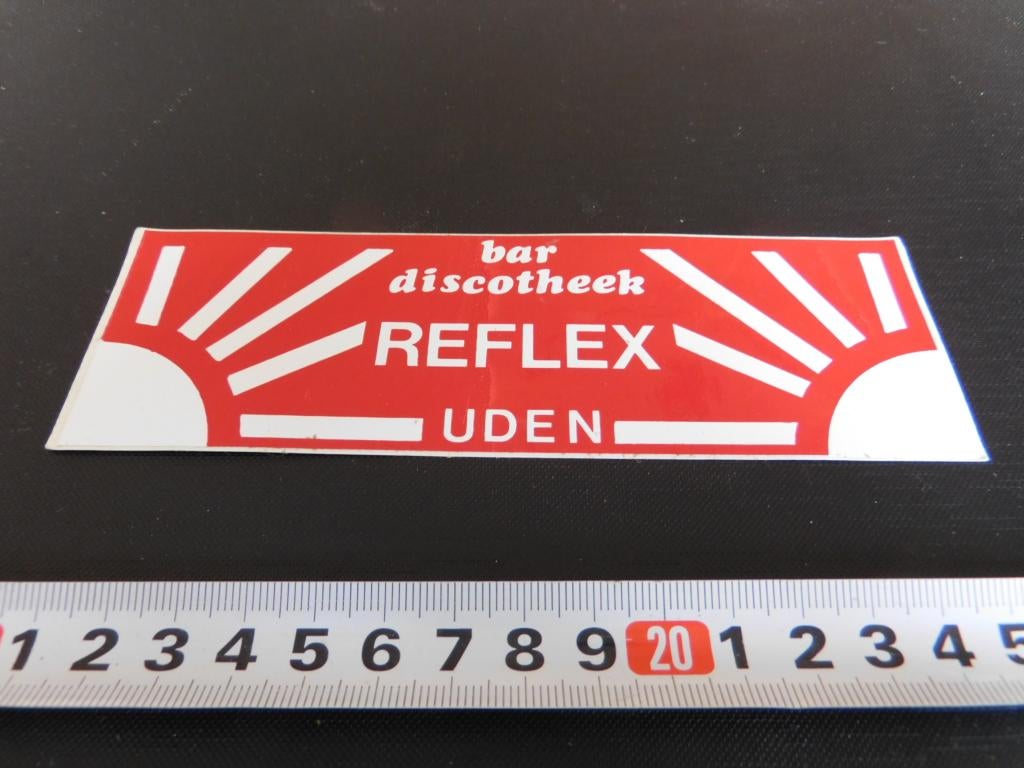 bar
discotheek
REFLEX
UDEN
1 2 3 4 5 6 7 8 9 20 1 2 3 4 5